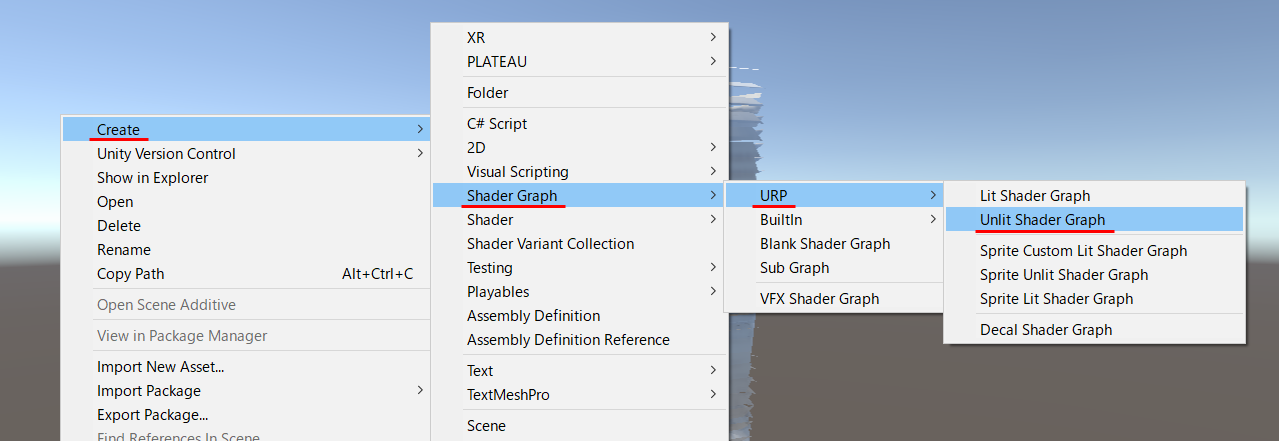 Create
Unity Version Control
Show in Explorer
Open
Delete
Rename
Copy Path Alt+Ctrl+C
Open Scene Additive
View in Package Manager
Import New Asset...
Import Package
Export Package...
Find References In Scene
XR
PLATEAU
Folder
C# Script
2D
Visual Scripting
Shader Graph
Shader
Shader Variant Collection
Testing
Playables
Assembly Definition
Assembly Definition Reference
Text
TextMeshPro
Scene
URP
BuiltIn
Blank Shader Graph
Sub Graph
VFX Shader Graph
Lit Shader Graph
Unlit Shader Graph
Sprite Custom Lit Shader Graph
Sprite Unlit Shader Graph
Sprite Lit Shader Graph
Decal Shader Graph